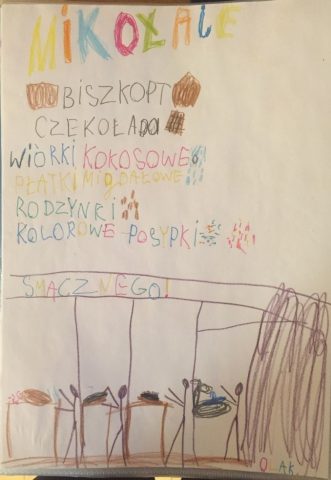 MIKOŁAJE
BISZKOPT
CZEKOLADA
WIÓRKI KOKOSOWE
PŁATKI MIGDAŁOWE
RODZYNKI
KOLOROWE POSYPKI
SMACZNEGO!